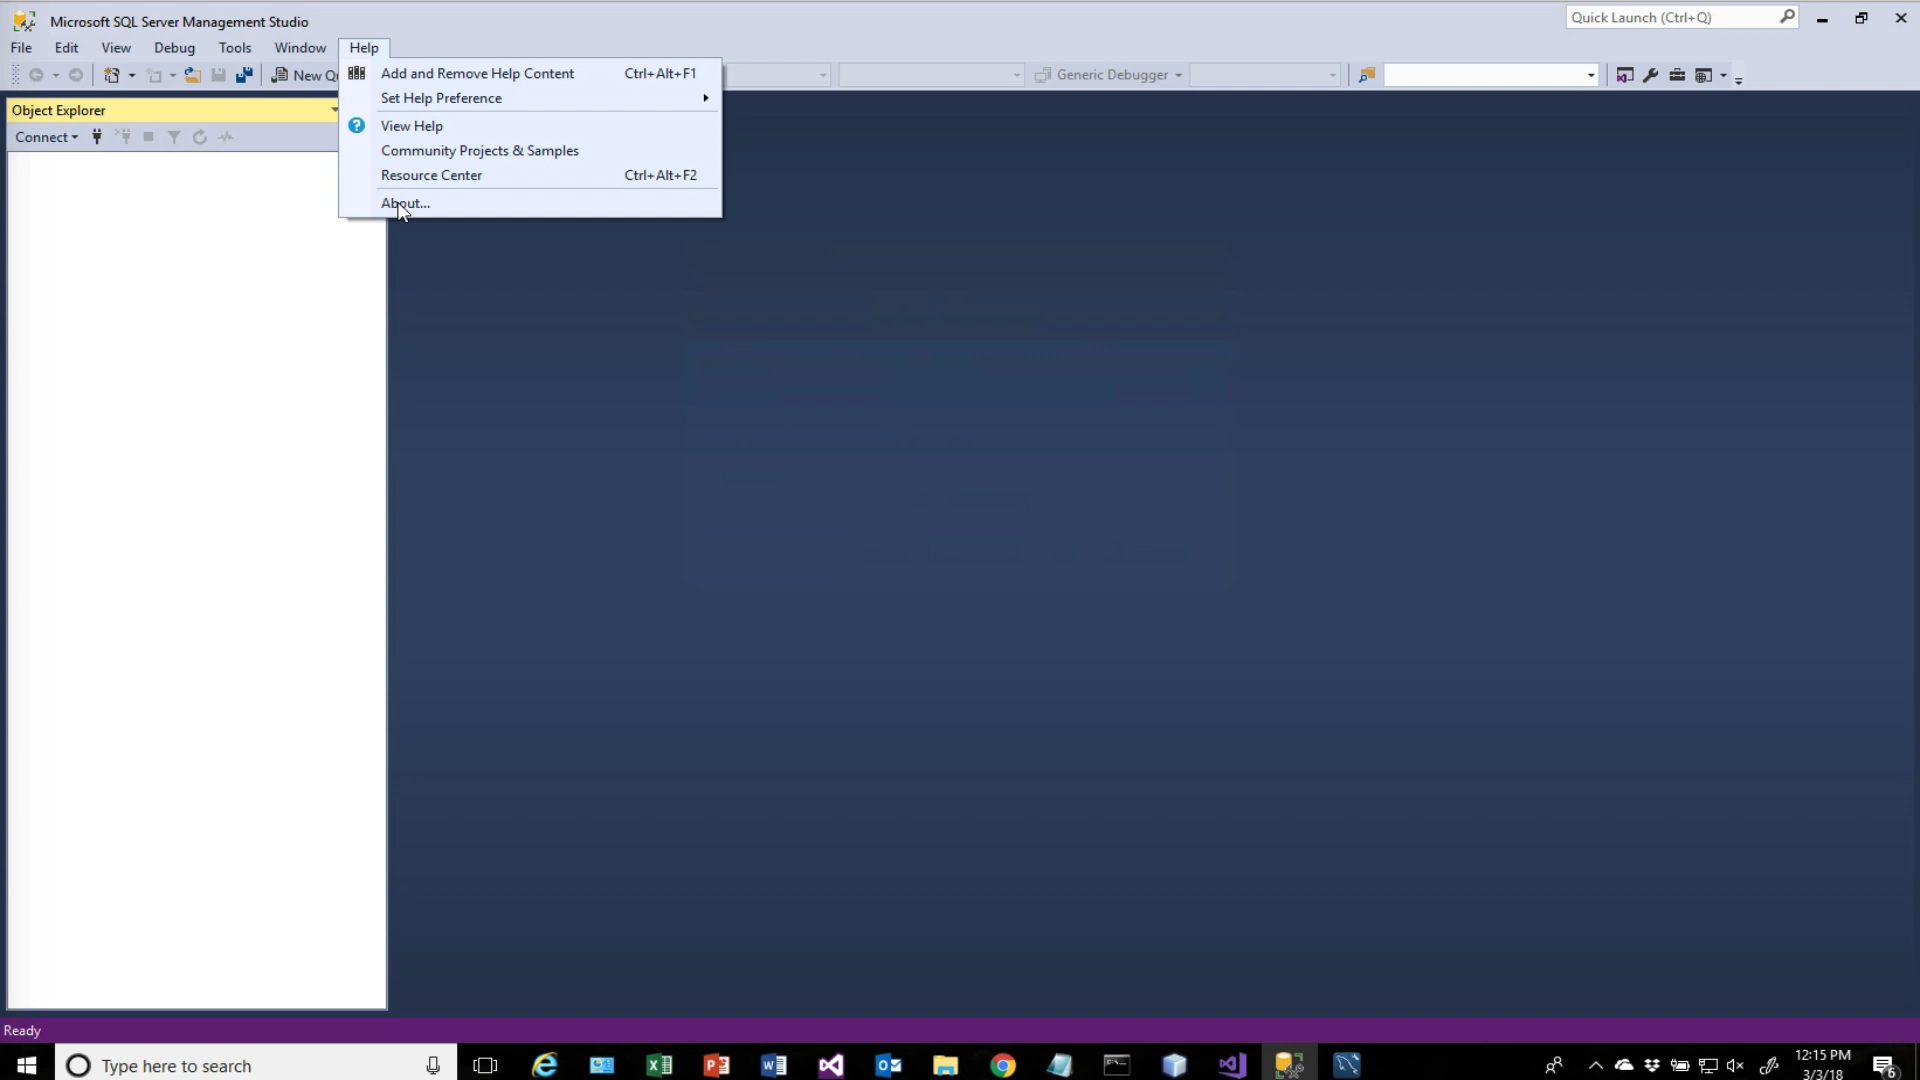 Microsoft SQL Server Management Studio
Quick Launch (Ctrl+Q)
File Edit View Debug Tools Window Help
New Qu
Generic Debugger
Add and Remove Help Content Ctrl+Alt+F1
Set Help Preference
View Help
Community Projects & Samples
Resource Center Ctrl+Alt+F2
About...
Object Explorer
Connect
Ready
Type here to search
12:15 PM
3/3/18
6